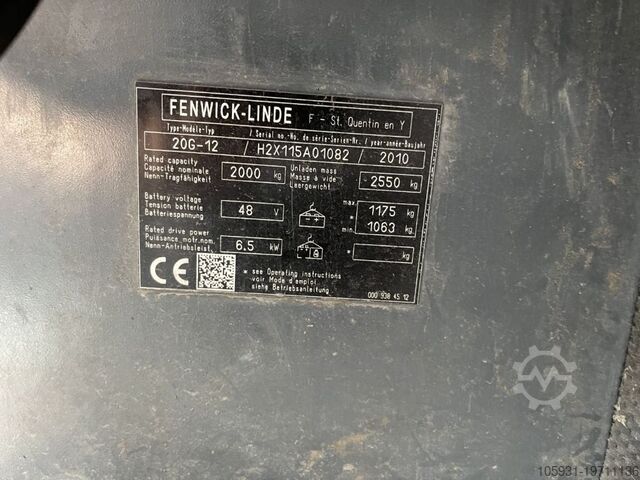 FENWICK-LINDE F - St. Quentin en Y
Type-Modèle-Typ / Serial no.-No. de série-Serien-Nr. / year-année-Baujahr
20G-12 / H2X115A01082 / 2010
Rated capacity
Capacité nominale
Nenn-Tragfähigkeit
2000 kg
Unladen mass
Masse à vide
Leergewicht
2550 kg
Battery voltage
Tension batterie
Batteriespannung
48 V
max.
* 1175 kg
* 1063 kg
min.
Rated drive power
Puissance motr.nom.
Nenn-Antriebsleist.
6.5 kW
* kg
CE
* see Operating instructions
voir Mode d'emploi
siehe Betriebsanleitung
000 938 45 12
105931-19711136